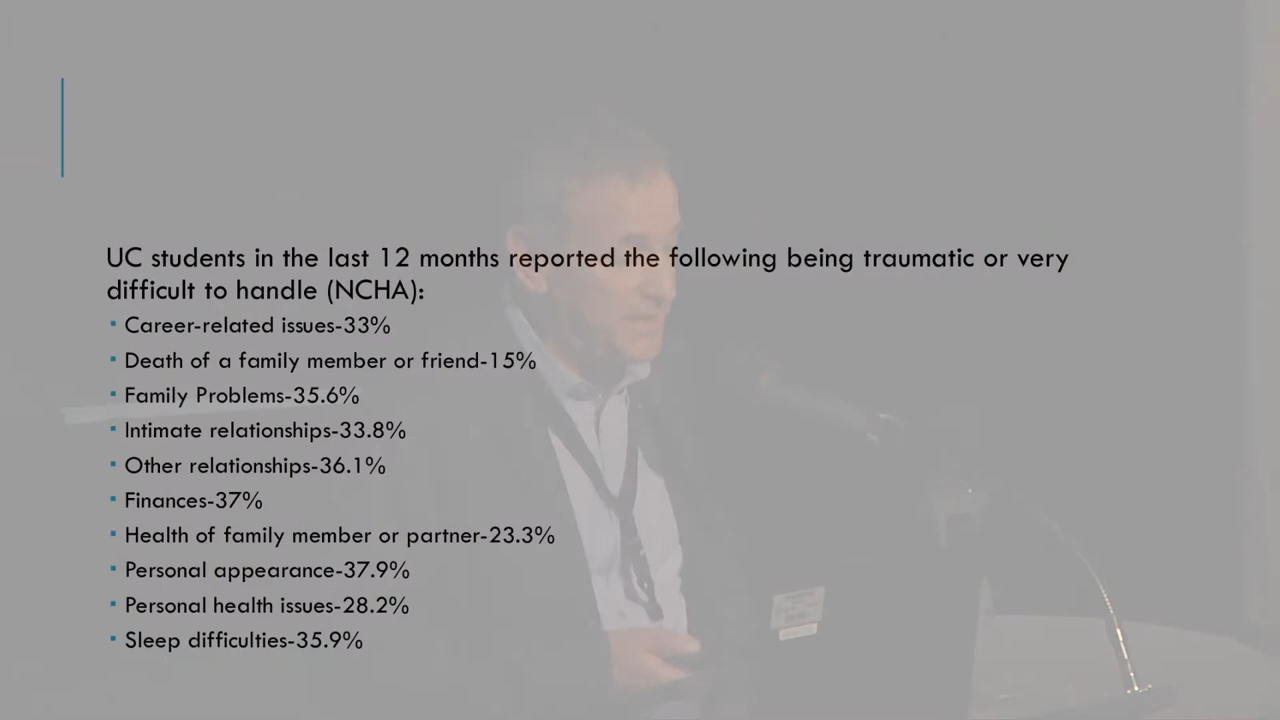 UC students in the last 12 months reported the following being traumatic or very
difficult to handle (NCHA):
Career-related issues-33%
Death of a family member or friend-15%
Family Problems-35.6%
Intimate relationships-33.8%
Other relationships-36.1%
Finances-37%
Health of family member or partner-23.3%
Personal appearance-37.9%
Personal health issues-28.2%
Sleep difficulties-35.9%